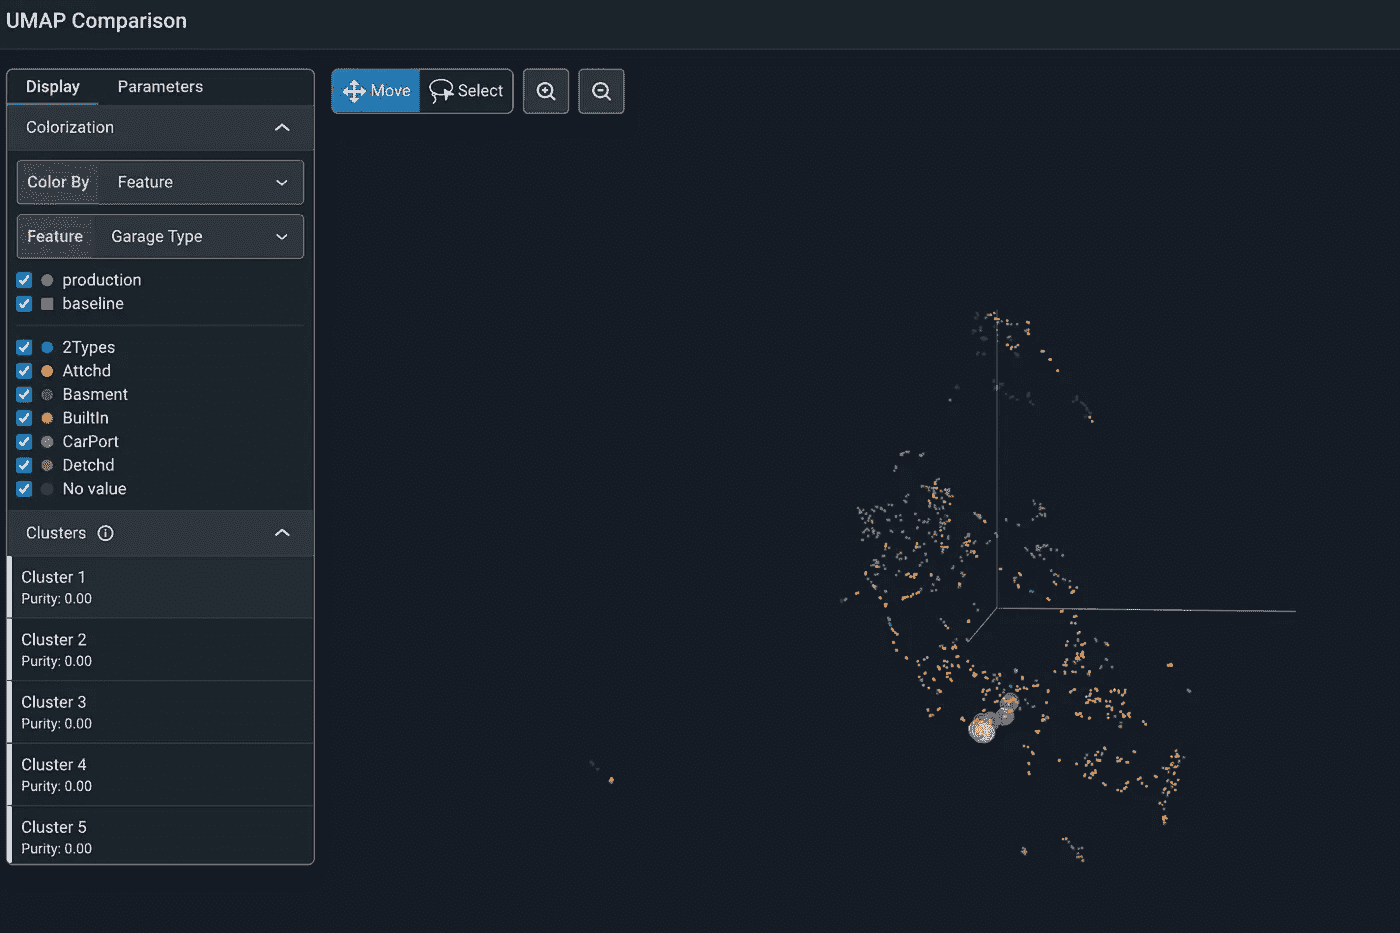 UMAP Comparison
Display Parameters
Move Select
Colorization
Color By Feature
Feature Garage Type
production
baseline
2Types
Attchd
Basment
BuiltIn
CarPort
Detchd
No value
Clusters
Cluster 1
Purity: 0.00
Cluster 2
Purity: 0.00
Cluster 3
Purity: 0.00
Cluster 4
Purity: 0.00
Cluster 5
Purity: 0.00